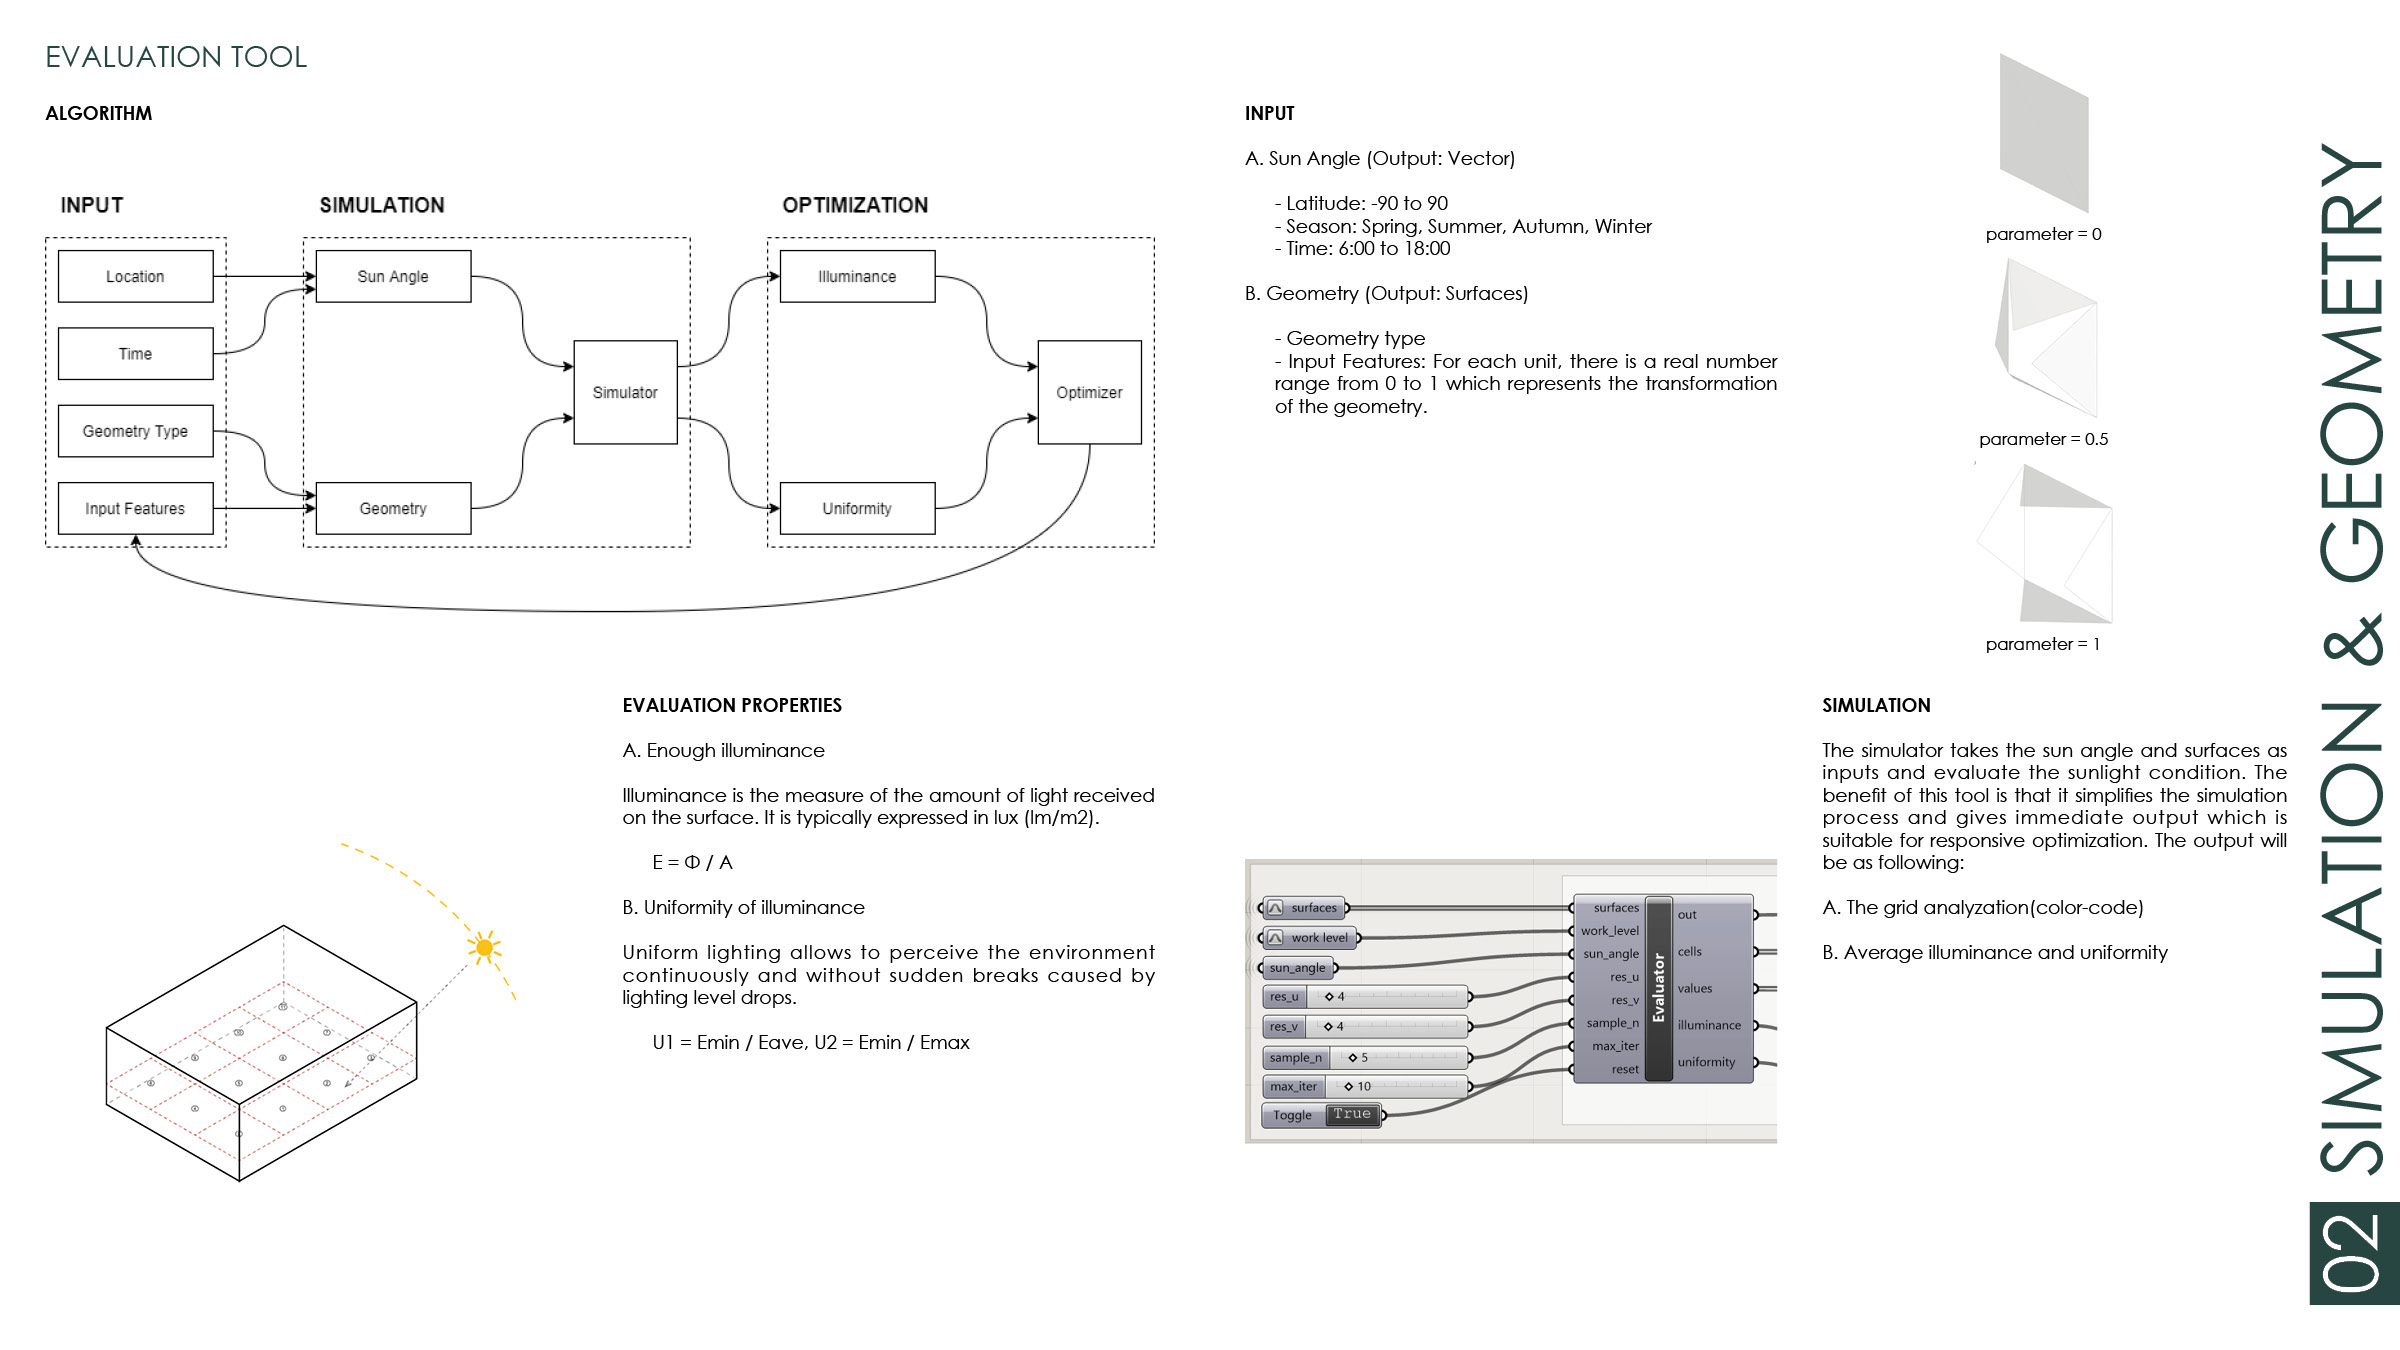 EVALUATION TOOL
ALGORITHM
INPUT
SIMULATION
OPTIMIZATION
Location
Sun Angle
Illuminance
Time
Simulator
Optimizer
Geometry Type
Input Features
Geometry
Uniformity
EVALUATION PROPERTIES
A. Enough illuminance
Illuminance is the measure of the amount of light received
on the surface. It is typically expressed in lux (lm/m2).
E = Φ / A
B. Uniformity of illuminance
Uniform lighting allows to perceive the environment
continuously and without sudden breaks caused by
lighting level drops.
U1 = Emin / Eave, U2 = Emin / Emax
INPUT
A. Sun Angle (Output: Vector)
- Latitude: -90 to 90
- Season: Spring, Summer, Autumn, Winter
- Time: 6:00 to 18:00
B. Geometry (Output: Surfaces)
- Geometry type
- Input Features: For each unit, there is a real number
range from 0 to 1 which represents the transformation
of the geometry.
parameter = 0
parameter = 0.5
parameter = 1
surfaces
work level
sun_angle
res_u 4
res_v 4
sample_n 5
max_iter 10
Toggle True
surfaces
work_level
sun_angle
res_u
res_v
sample_n
max_iter
reset
Evaluator
out
cells
values
illuminance
uniformity
SIMULATION
The simulator takes the sun angle and surfaces as
inputs and evaluate the sunlight condition. The
benefit of this tool is that it simplifies the simulation
process and gives immediate output which is
suitable for responsive optimization. The output will
be as following:
A. The grid analyzation(color-code)
B. Average illuminance and uniformity
02 SIMULATION & GEOMETRY